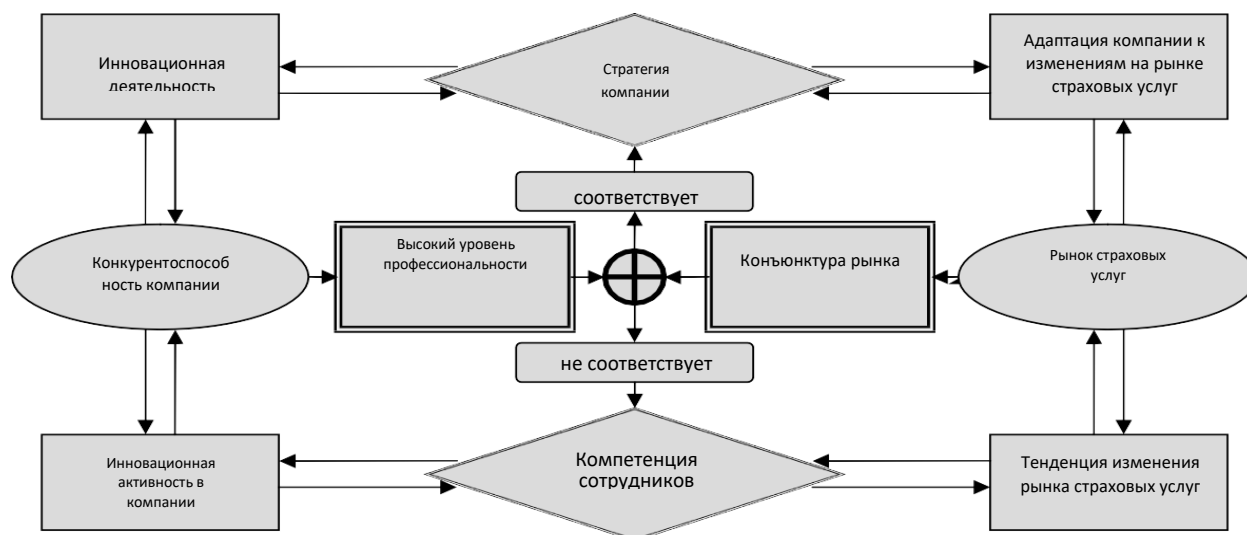 Инновационная
деятельность
Стратегия
компании
Адаптация компании к
изменениям на рынке
страховых услуг
соответствует
Конкурентоспособ
ность компании
Высокий уровень
профессиональности
Конъюнктура рынка
Рынок страховых
услуг
не соответствует
Инновационная
активность в
компании
Компетенция
сотрудников
Тенденция изменения
рынка страховых услуг